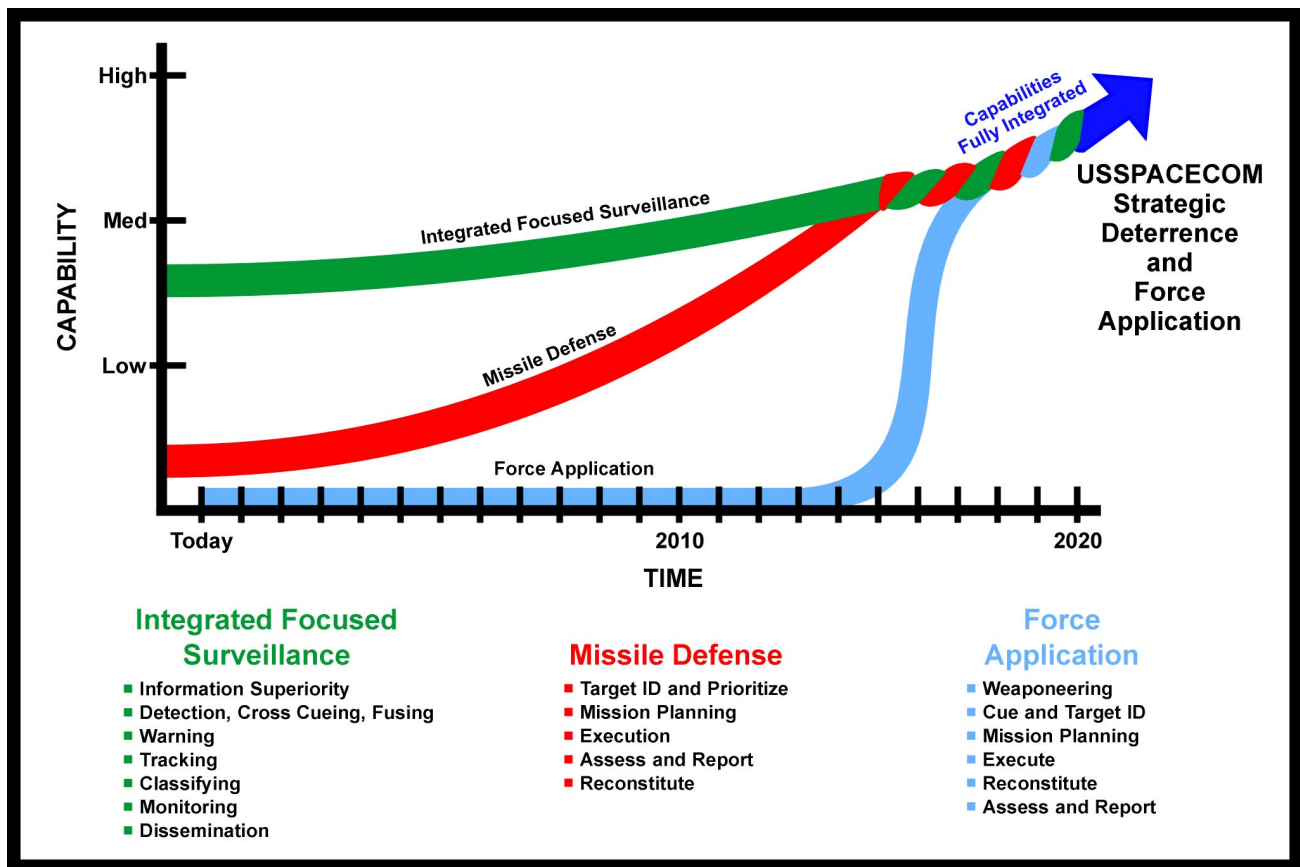 High
Med
Low
CAPABILITY
Integrated Focused Surveillance
Missile Defense
Force Application
Capabilities
Fully Integrated
USSPACECOM
Strategic
Deterrence
and
Force
Application
Today
2010
2020
TIME
Integrated Focused
Surveillance
Information Superiority
Detection, Cross Cueing, Fusing
Warning
Tracking
Classifying
Monitoring
Dissemination
Missile Defense
Target ID and Prioritize
Mission Planning
Execution
Assess and Report
Reconstitute
Force
Application
Weaponeering
Cue and Target ID
Mission Planning
Execute
Reconstitute
Assess and Report